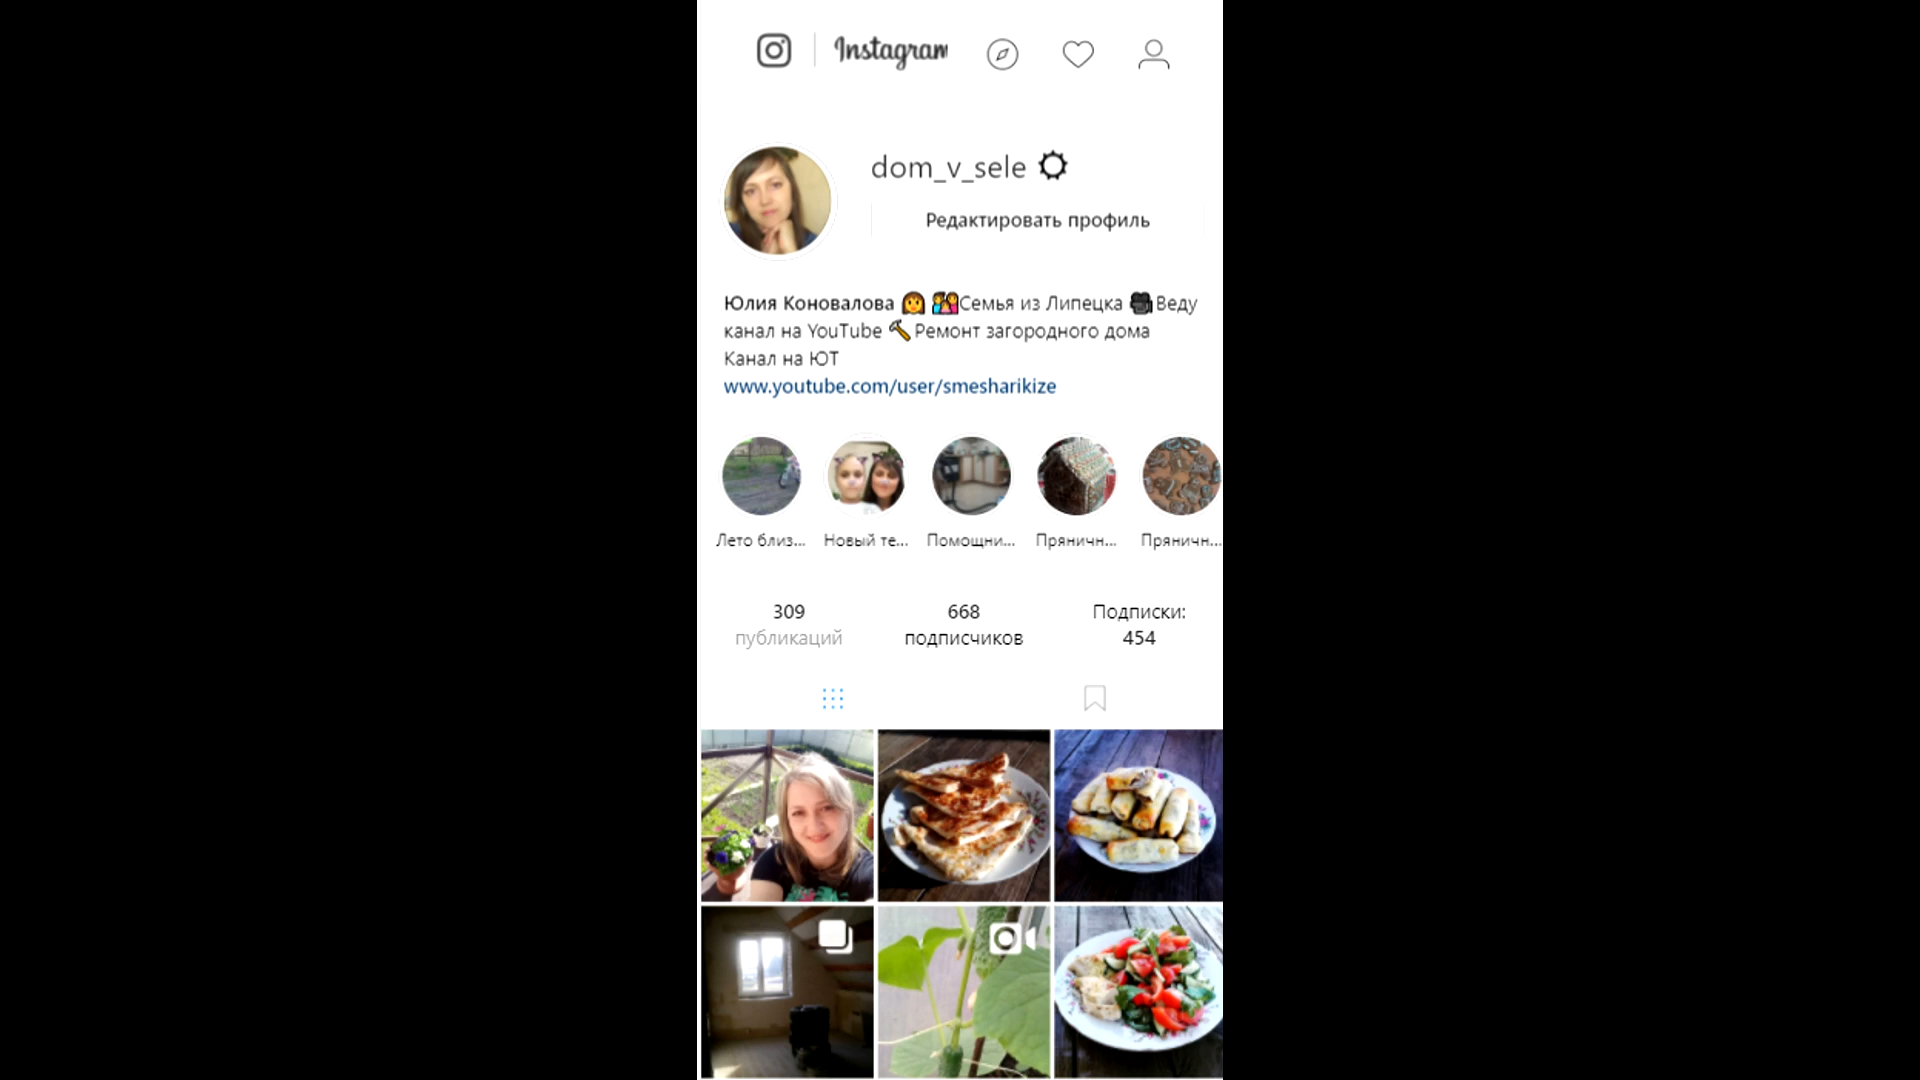 Instagram
dom_v_sele
Редактировать профиль
Юлия Коновалова 👩 👨‍👩‍👧Семья из Липецка 🎥Веду
канал на YouTube 🔨Ремонт загородного дома
Канал на ЮТ
www.youtube.com/user/smesharikize
Лето близ... Новый те... Помощни... Пряничн... Пряничн...
309 668 Подписки:
публикаций подписчиков 454